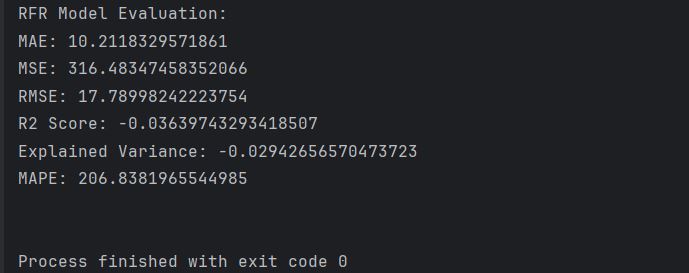 RFR Model Evaluation:
MAE: 10.2118329571861
MSE: 316.48347458352066
RMSE: 17.78998242223754
R2 Score: -0.03639743293418507
Explained Variance: -0.02942656570473723
MAPE: 206.8381965544985
Process finished with exit code 0